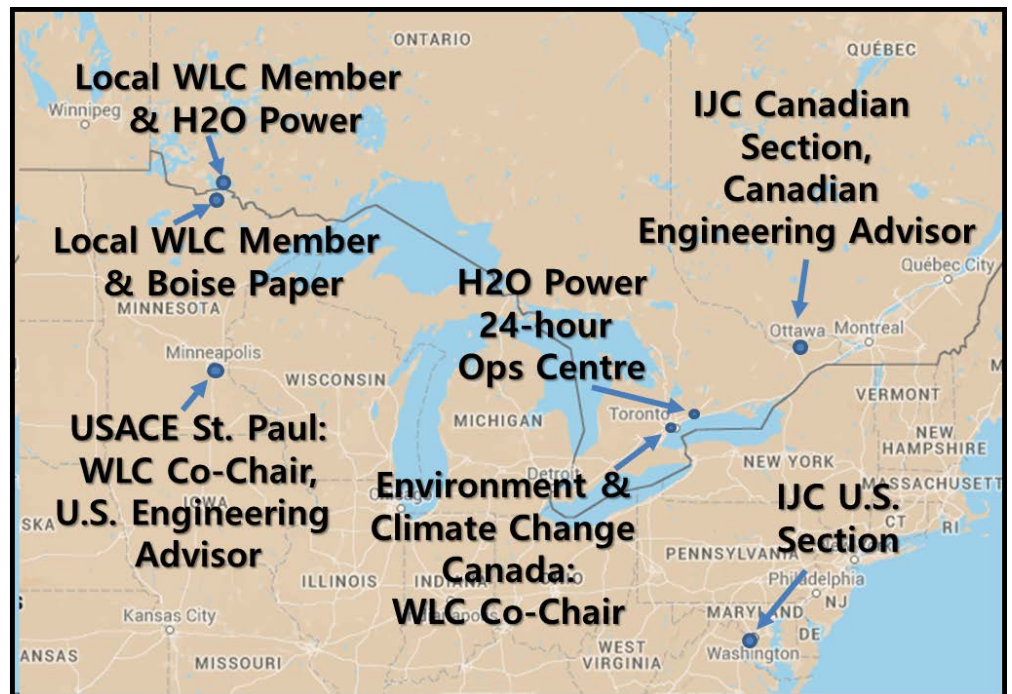 ONTARIO
QUÉBEC
Local WLC Member
& H2O Power
Winnipeg
IJC Canadian
Section,
Canadian
Engineering Advisor
Local WLC Member
& Boise Paper
MINNESOTA
Québec City
H2O Power
24-hour
Ops Centre
Ottawa
Montreal
Minneapolis
WISCONSIN
MICHIGAN
Toronto
VERMONT
NEW
HAMPSHIRE
USACE St. Paul:
WLC Co-Chair,
U.S. Engineering
Advisor
IOWA
SKA
Detroit
NEW YORK
MASSACHUSETT
CT
RI
Environment &
Climate Change
Canada:
WLC Co-Chair
IJC U.S.
Section
PENNSYLVANIA
ILLINOIS
Philadelphia
NJ
Kansas City
MARYLAND
DE
Washington
ANSAS
MISSOURI
WEST
VIRGINIA